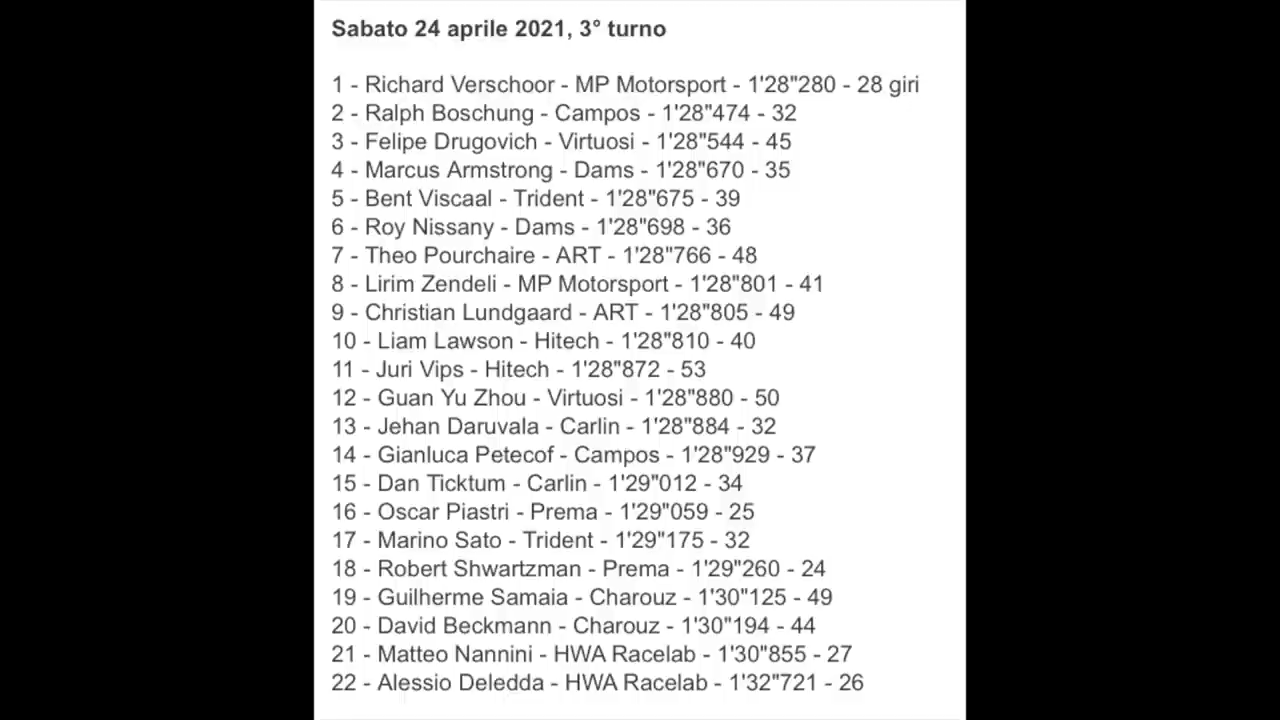 Sabato 24 aprile 2021, 3° turno
1 - Richard Verschoor - MP Motorsport - 1'28"280 - 28 giri
2 - Ralph Boschung - Campos - 1'28"474 - 32
3 - Felipe Drugovich - Virtuosi - 1'28"544 - 45
4 - Marcus Armstrong - Dams - 1'28"670 - 35
5 - Bent Viscaal - Trident - 1'28"675 - 39
6 - Roy Nissany - Dams - 1'28"698 - 36
7 - Theo Pourchaire - ART - 1'28"766 - 48
8 - Lirim Zendeli - MP Motorsport - 1'28"801 - 41
9 - Christian Lundgaard - ART - 1'28"805 - 49
10 - Liam Lawson - Hitech - 1'28"810 - 40
11 - Juri Vips - Hitech - 1'28"872 - 53
12 - Guan Yu Zhou - Virtuosi - 1'28"880 - 50
13 - Jehan Daruvala - Carlin - 1'28"884 - 32
14 - Gianluca Petecof - Campos - 1'28"929 - 37
15 - Dan Ticktum - Carlin - 1'29"012 - 34
16 - Oscar Piastri - Prema - 1'29"059 - 25
17 - Marino Sato - Trident - 1'29"175 - 32
18 - Robert Shwartzman - Prema - 1'29"260 - 24
19 - Guilherme Samaia - Charouz - 1'30"125 - 49
20 - David Beckmann - Charouz - 1'30"194 - 44
21 - Matteo Nannini - HWA Racelab - 1'30"855 - 27
22 - Alessio Deledda - HWA Racelab - 1'32"721 - 26